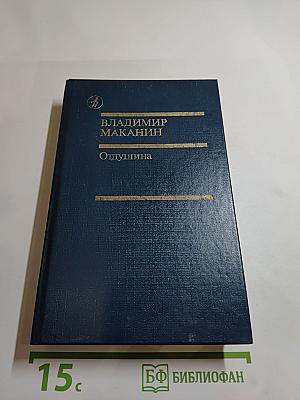 ВЛАДИМИР
МАКАНИН
Отдушина
15с
БФ БИБЛИОФАН